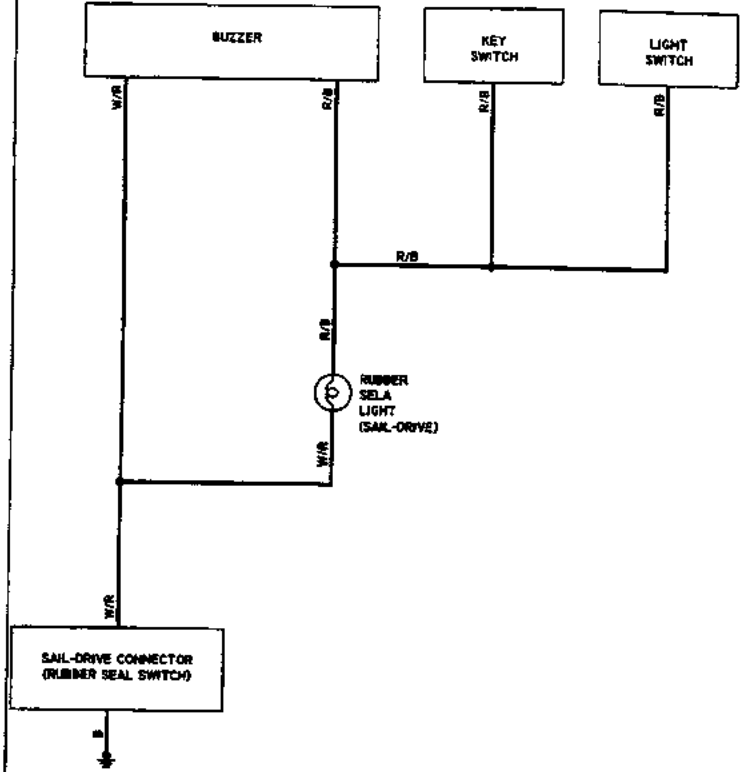 BUZZER
KEY
SWITCH
LIGHT
SWITCH
W/R
R/B
R/B
R/B
R/B
R/B
RUBBER
SELA
LIGHT
(SAIL-DRIVE)
W/R
W/R
SAIL-DRIVE CONNECTOR
(RUBBER SEAL SWITCH)
B